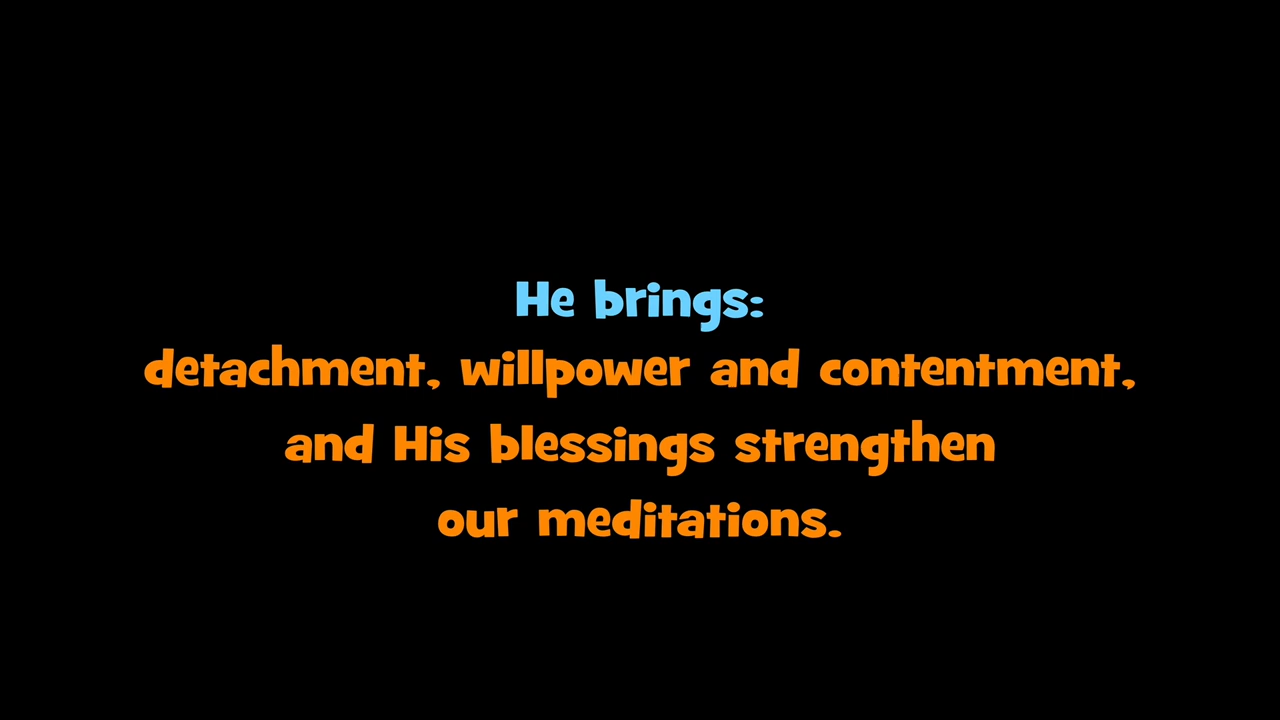 He brings:
detachment, willpower and contentment,
and His blessings strengthen
our meditations.